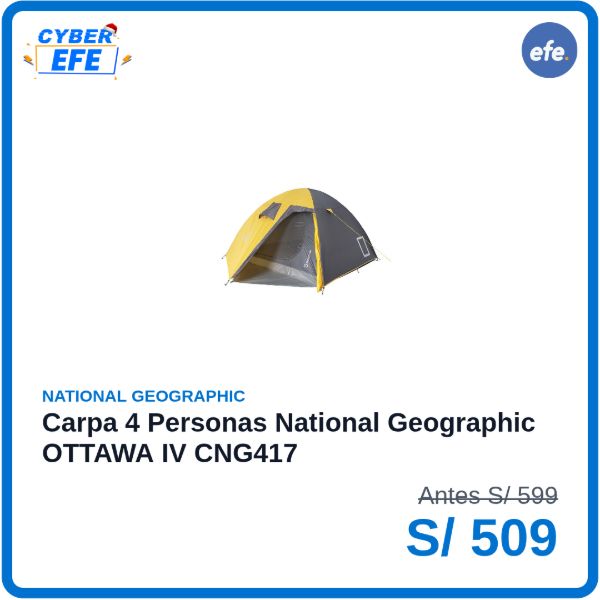 CYBER
EFE
efe.
NATIONAL GEOGRAPHIC
Carpa 4 Personas National Geographic
OTTAWA IV CNG417
Antes S/ 599
S/ 509